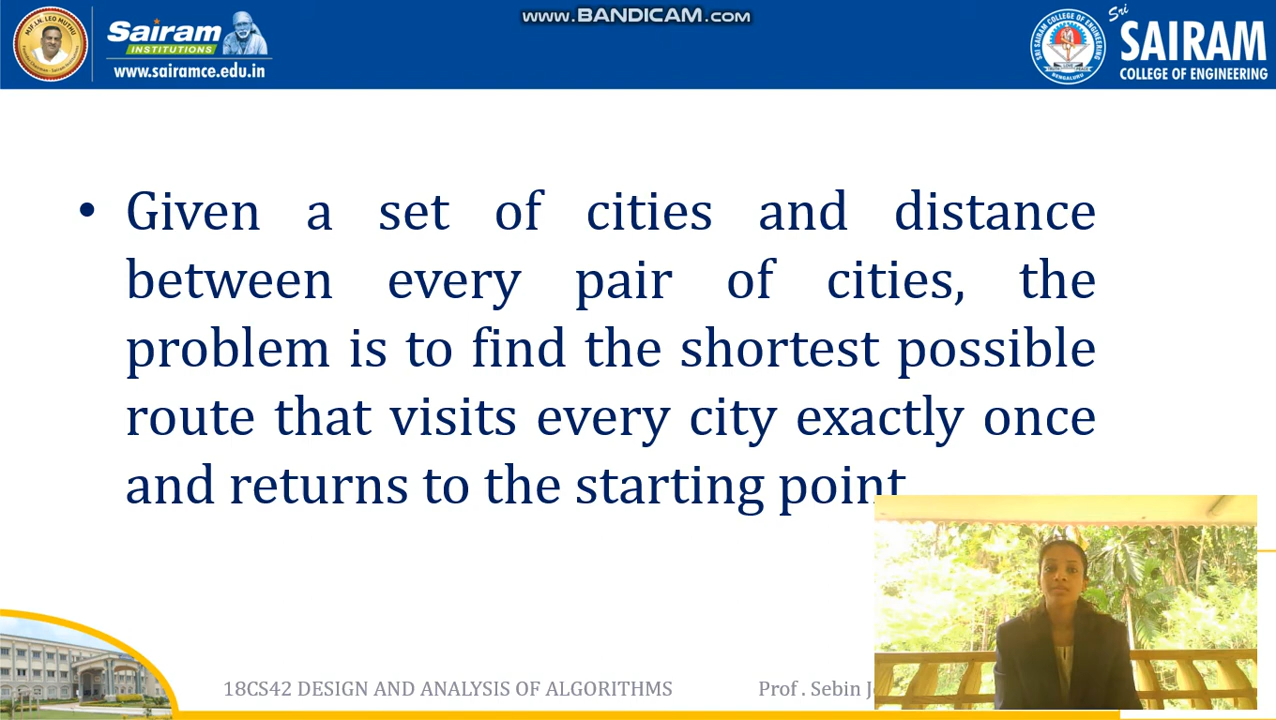 www.BANDICAM.com
Sairam
INSTITUTIONS
www.sairamce.edu.in
Sri
SAIRAM
COLLEGE OF ENGINEERING
• Given a set of cities and distance
between every pair of cities, the
problem is to find the shortest possible
route that visits every city exactly once
and returns to the starting point
18CS42 DESIGN AND ANALYSIS OF ALGORITHMS
Prof . Sebin